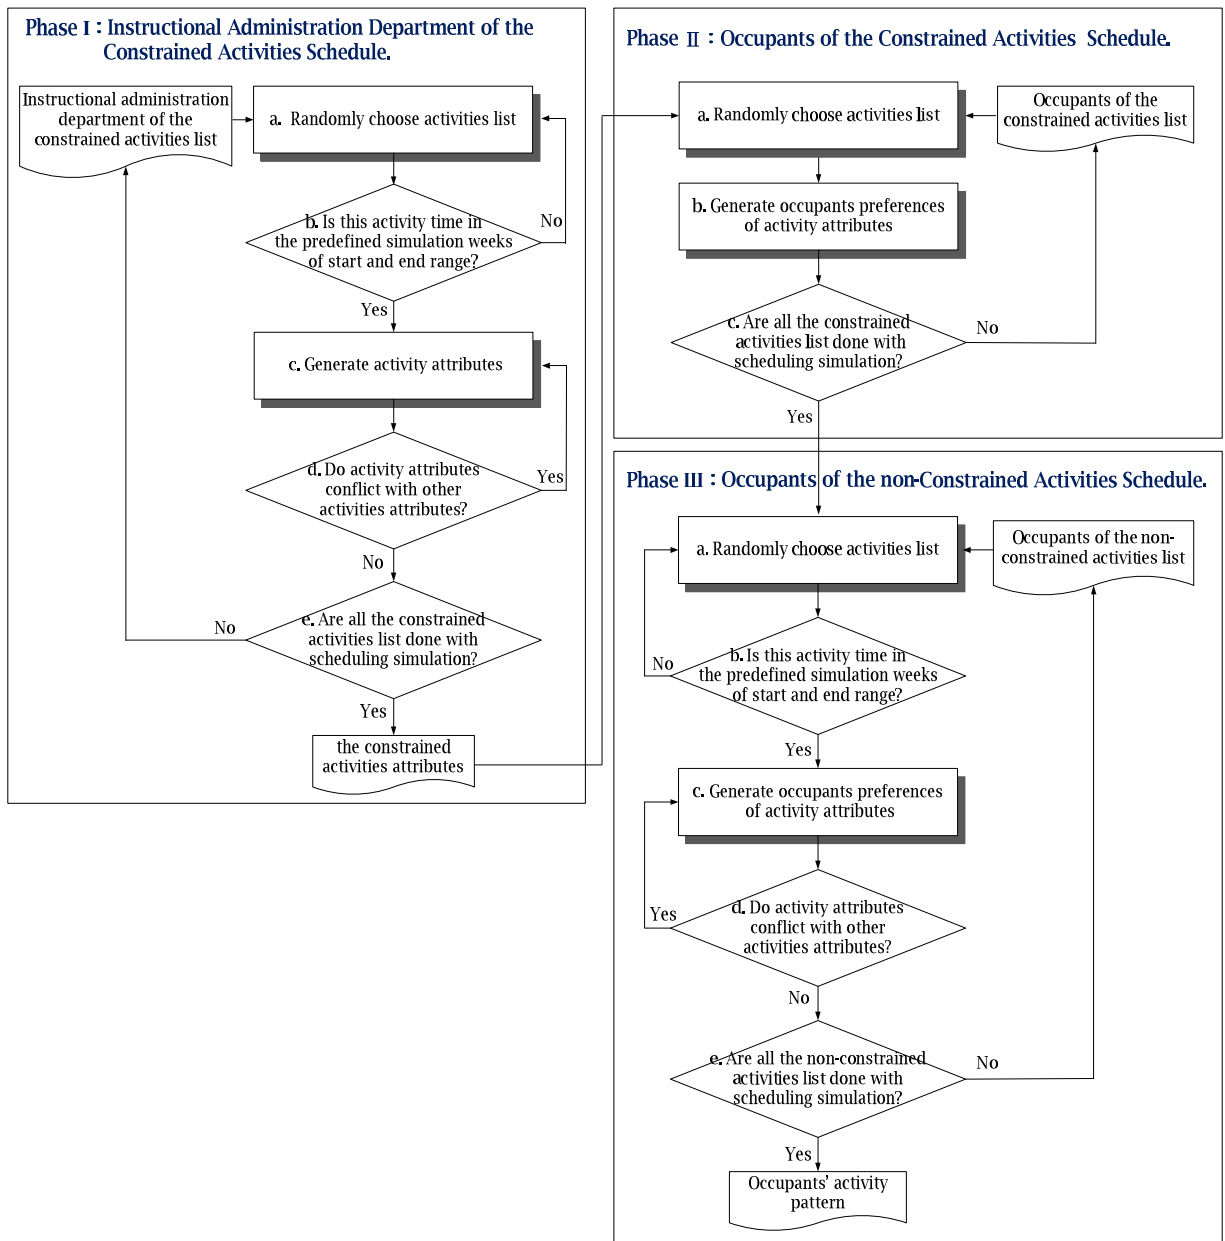 Phase I : Instructional Administration Department of the
Constrained Activities Schedule.
Instructional administration
department of the
constrained activities list
a. Randomly choose activities list
b. Is this activity time in
the predefined simulation weeks
of start and end range?
No
Yes
c. Generate activity attributes
d. Do activity attributes
conflict with other
activities attributes?
Yes
No
e. Are all the constrained
activities list done with
scheduling simulation?
No
Yes
the constrained
activities attributes
Phase II : Occupants of the Constrained Activities Schedule.
a. Randomly choose activities list
Occupants of the
constrained activities list
b. Generate occupants preferences
of activity attributes
c. Are all the constrained
activities list done with
scheduling simulation?
No
Yes
Phase III : Occupants of the non-Constrained Activities Schedule.
a. Randomly choose activities list
Occupants of the non-
constrained activities list
b. Is this activity time in
the predefined simulation weeks
of start and end range?
No
Yes
c. Generate occupants preferences
of activity attributes
d. Do activity attributes
conflict with other
activities attributes?
Yes
No
e. Are all the non-constrained
activities list done with
scheduling simulation?
No
Yes
Occupants' activity
pattern